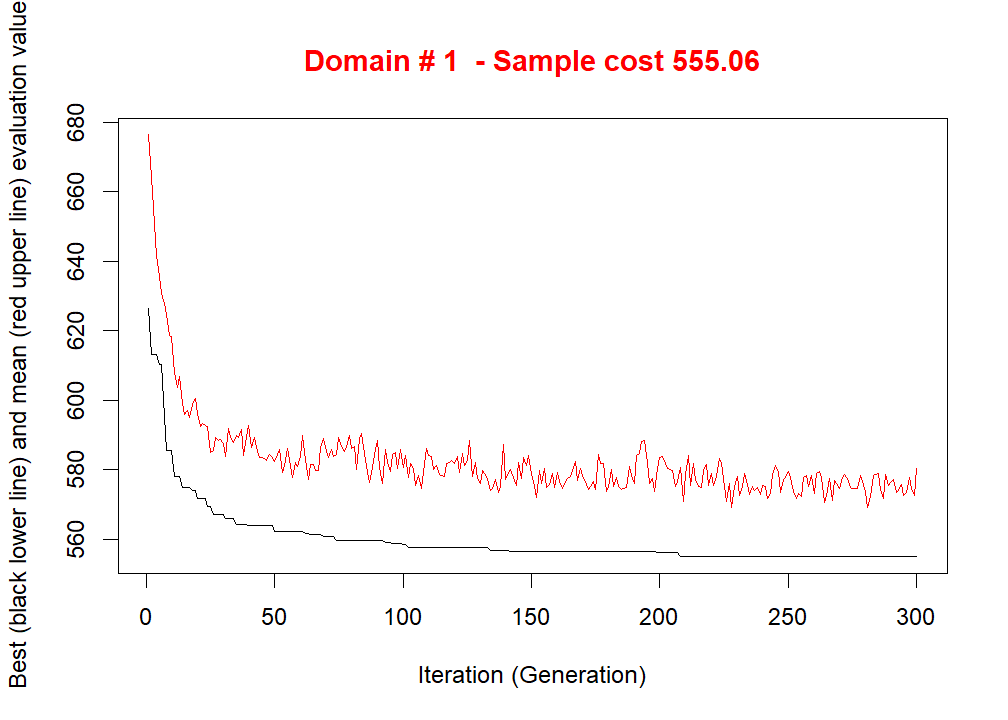 Domain # 1  - Sample cost 555.06
Best (black lower line) and mean (red upper line) evaluation value
680
660
640
620
600
580
560
0 50 100 150 200 250 300
Iteration (Generation)